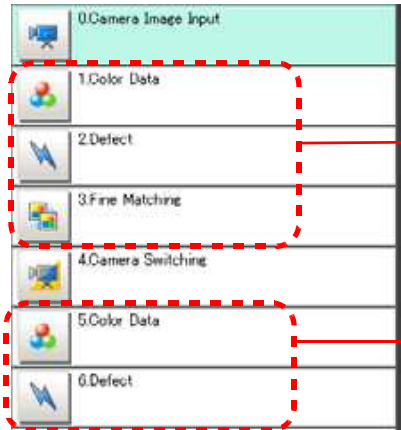 0.Camera Image Input
1.Color Data
2.Defect
3.Fine Matching
4.Camera Switching
5.Color Data
6.Defect